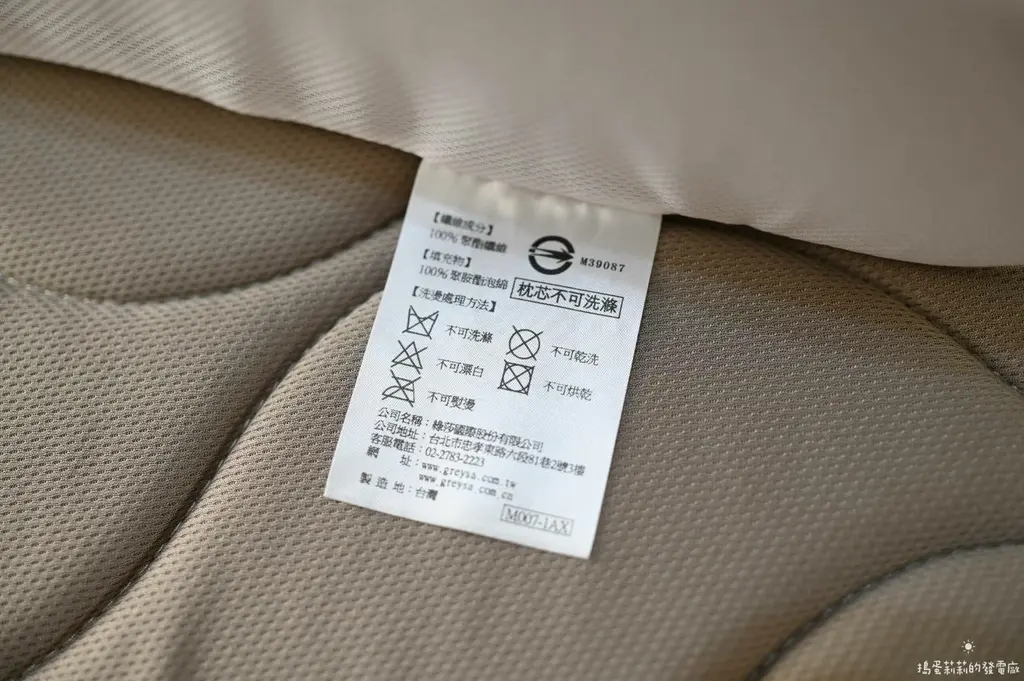 【纖維成分】
100% 聚酯纖維
M39087
【填充物】
100% 聚胺酯泡綿
枕芯不可洗滌
【洗燙處理方法】
不可洗滌
不可乾洗
不可漂白
不可烘乾
不可熨燙
公司名稱：綠莎國際股份有限公司
公司地址：台北市忠孝東路六段81巷2號3樓
客服電話：02-2783-2223
網 址：www.greysa.com.tw
www.greysa.com.cn
製 造 地：台灣
M007-1AX
搗蛋莉莉的發電廠